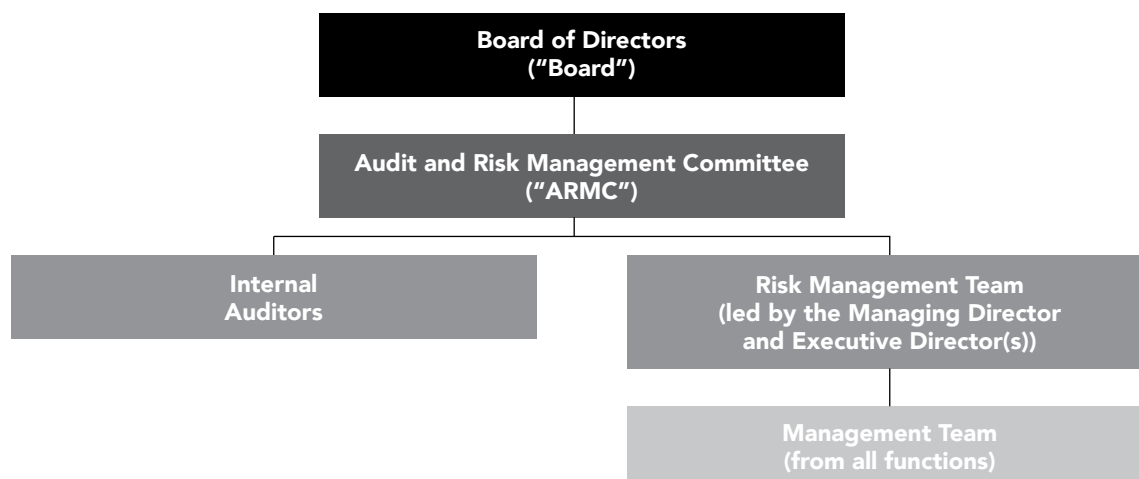 Board of Directors
(“Board”)
Audit and Risk Management Committee
(“ARMC”)
Internal
Auditors
Risk Management Team
(led by the Managing Director
and Executive Director(s))
Management Team
(from all functions)